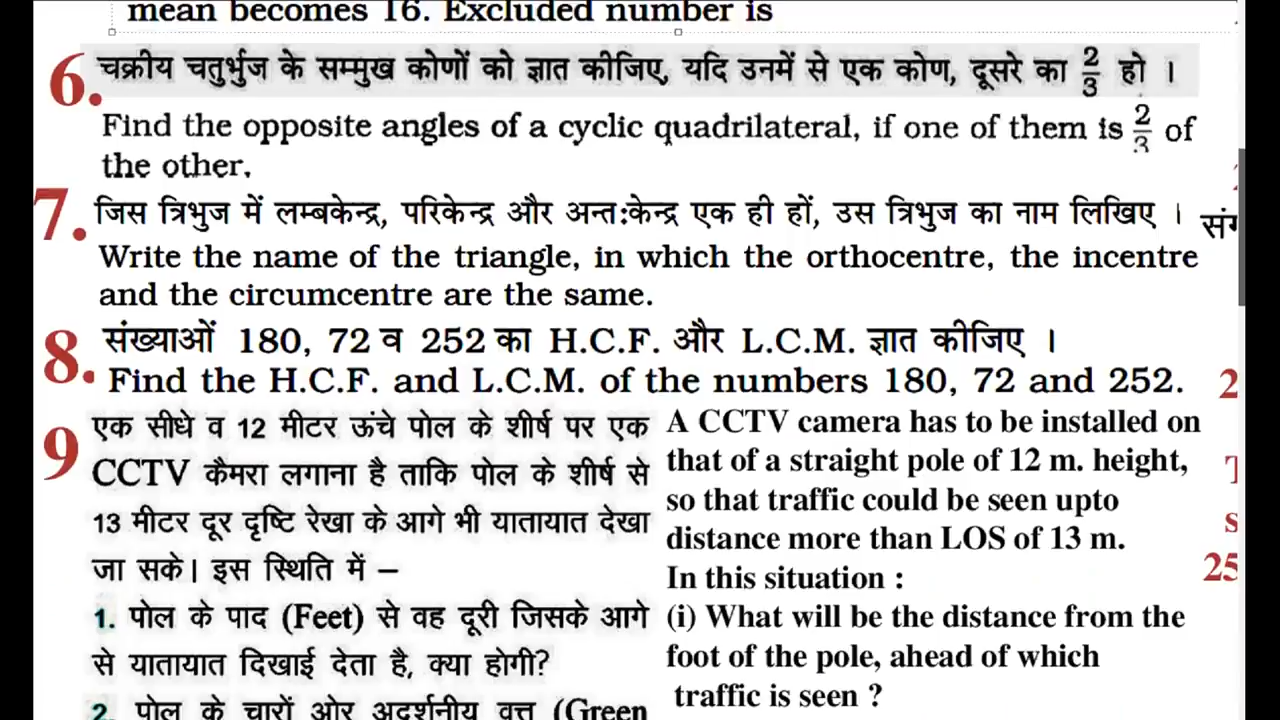 mean becomes 16. Excluded number is
6. चक्रीय चतुर्भुज के सम्मुख कोणों को ज्ञात कीजिए, यदि उनमें से एक कोण, दूसरे का 2/3 हो ।
Find the opposite angles of a cyclic quadrilateral, if one of them is 2/3 of
the other.
7. जिस त्रिभुज में लम्बकेन्द्र, परिकेन्द्र और अन्तःकेन्द्र एक ही हों, उस त्रिभुज का नाम लिखिए ।
Write the name of the triangle, in which the orthocentre, the incentre
and the circumcentre are the same.
8. संख्याओं 180, 72 व 252 का H.C.F. और L.C.M. ज्ञात कीजिए ।
Find the H.C.F. and L.C.M. of the numbers 180, 72 and 252.
2
9 एक सीधे व 12 मीटर ऊंचे पोल के शीर्ष पर एक
CCTV कैमरा लगाना है ताकि पोल के शीर्ष से
13 मीटर दूर दृष्टि रेखा के आगे भी यातायात देखा
जा सके। इस स्थिति में –
1. पोल के पाद (Feet) से वह दूरी जिसके आगे
से यातायात दिखाई देता है, क्या होगी?
2. पोल के चारों ओर अदर्शनीय वृत्त (Green
A CCTV camera has to be installed on
that of a straight pole of 12 m. height,
so that traffic could be seen upto
distance more than LOS of 13 m.
In this situation :
(i) What will be the distance from the
foot of the pole, ahead of which
traffic is seen ?
25